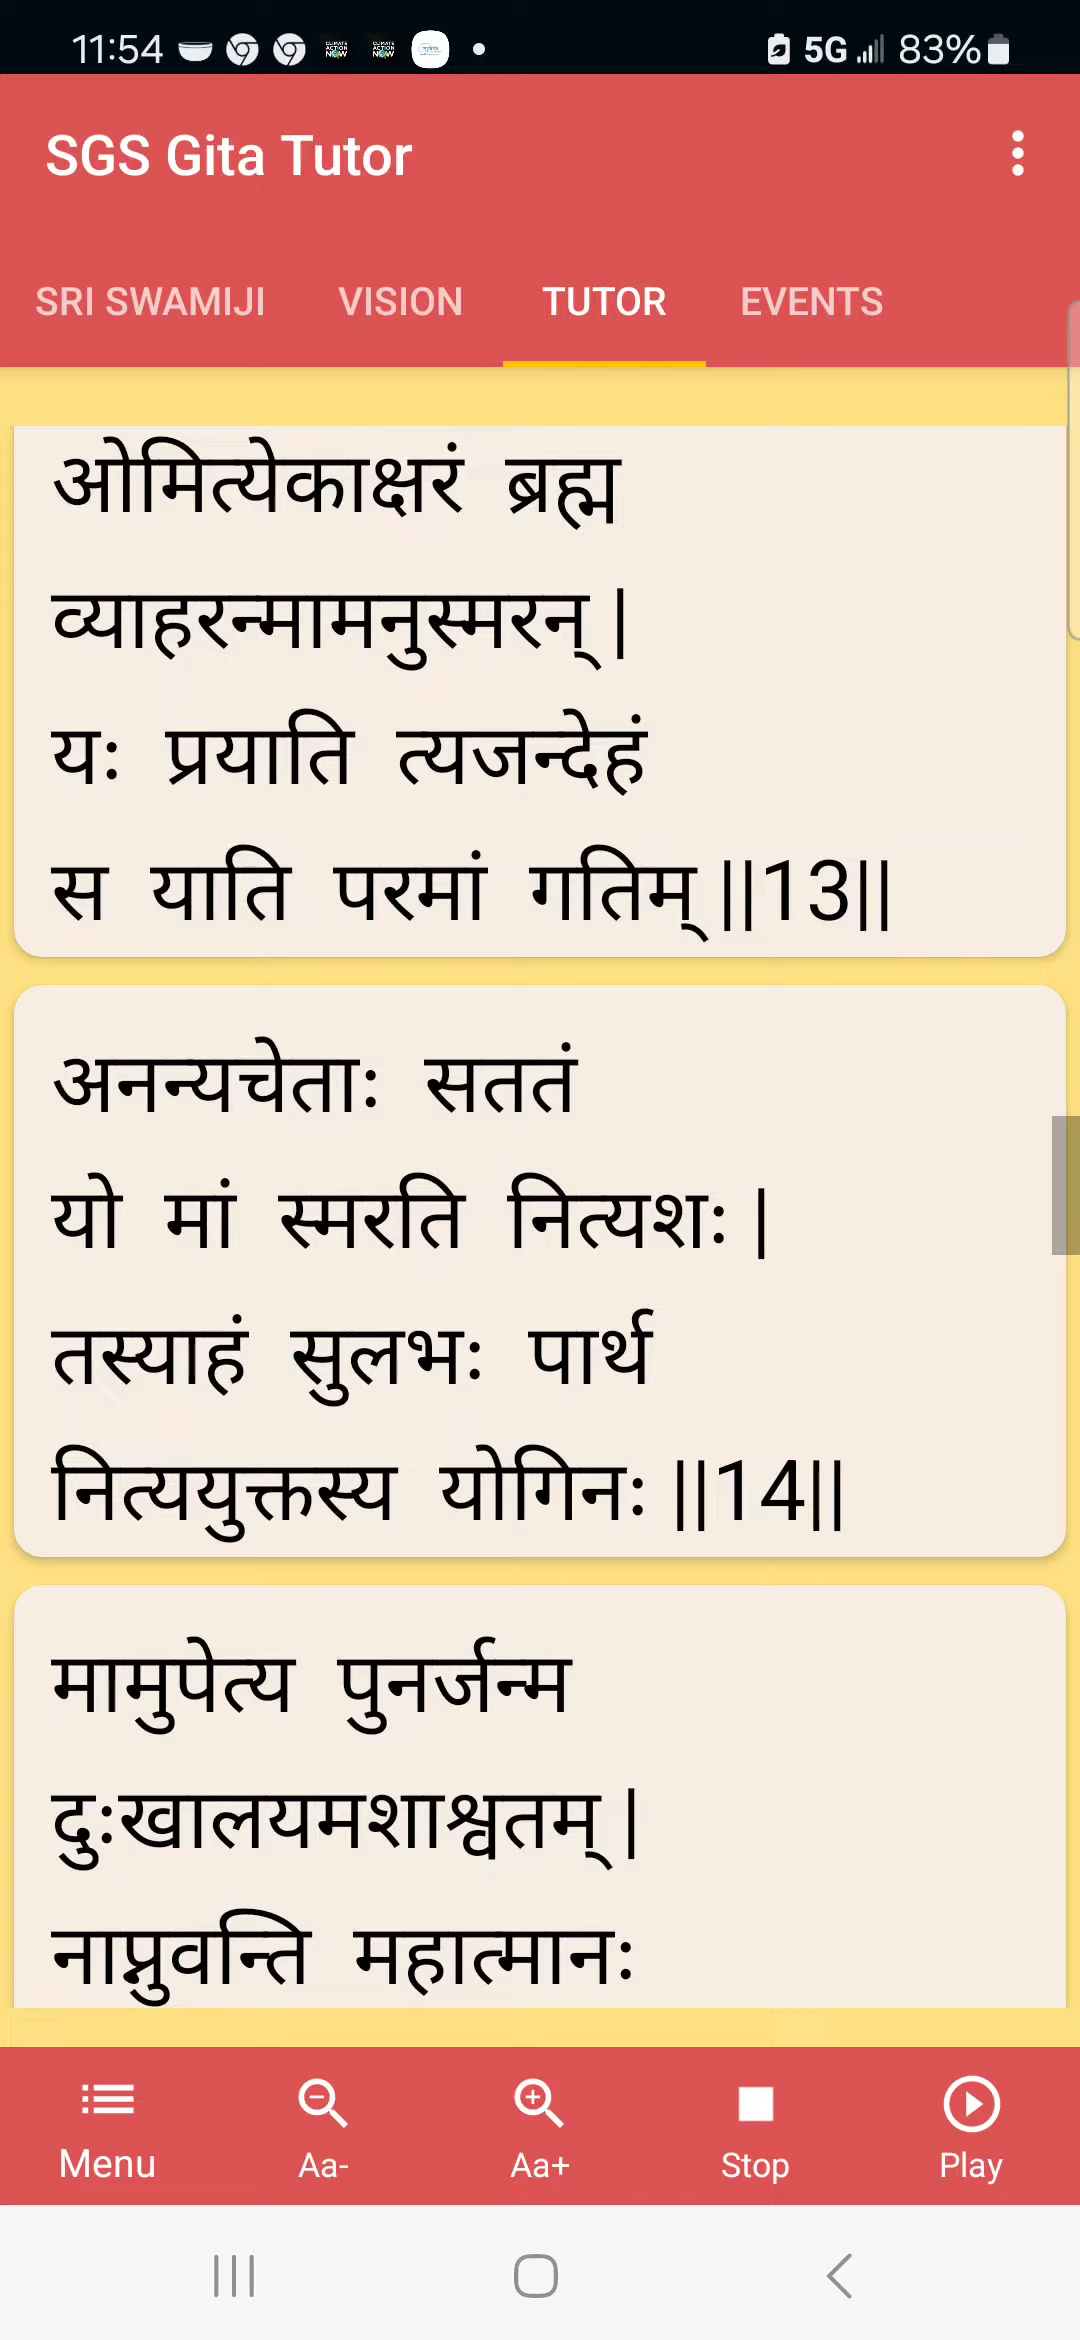 11:54 5G 83%
SGS Gita Tutor
SRI SWAMIJI VISION TUTOR EVENTS
ओमित्येकाक्षरं ब्रह्म
व्याहरन्मामनुस्मरन् |
यः प्रयाति त्यजन्देहं
स याति परमां गतिम् ||13||
अनन्यचेताः सततं
यो मां स्मरति नित्यशः |
तस्याहं सुलभः पार्थ
नित्ययुक्तस्य योगिनः ||14||
मामुपेत्य पुनर्जन्म
दुःखालयमशाश्वतम् |
नाप्नुवन्ति महात्मानः
Menu Aa- Aa+ Stop Play